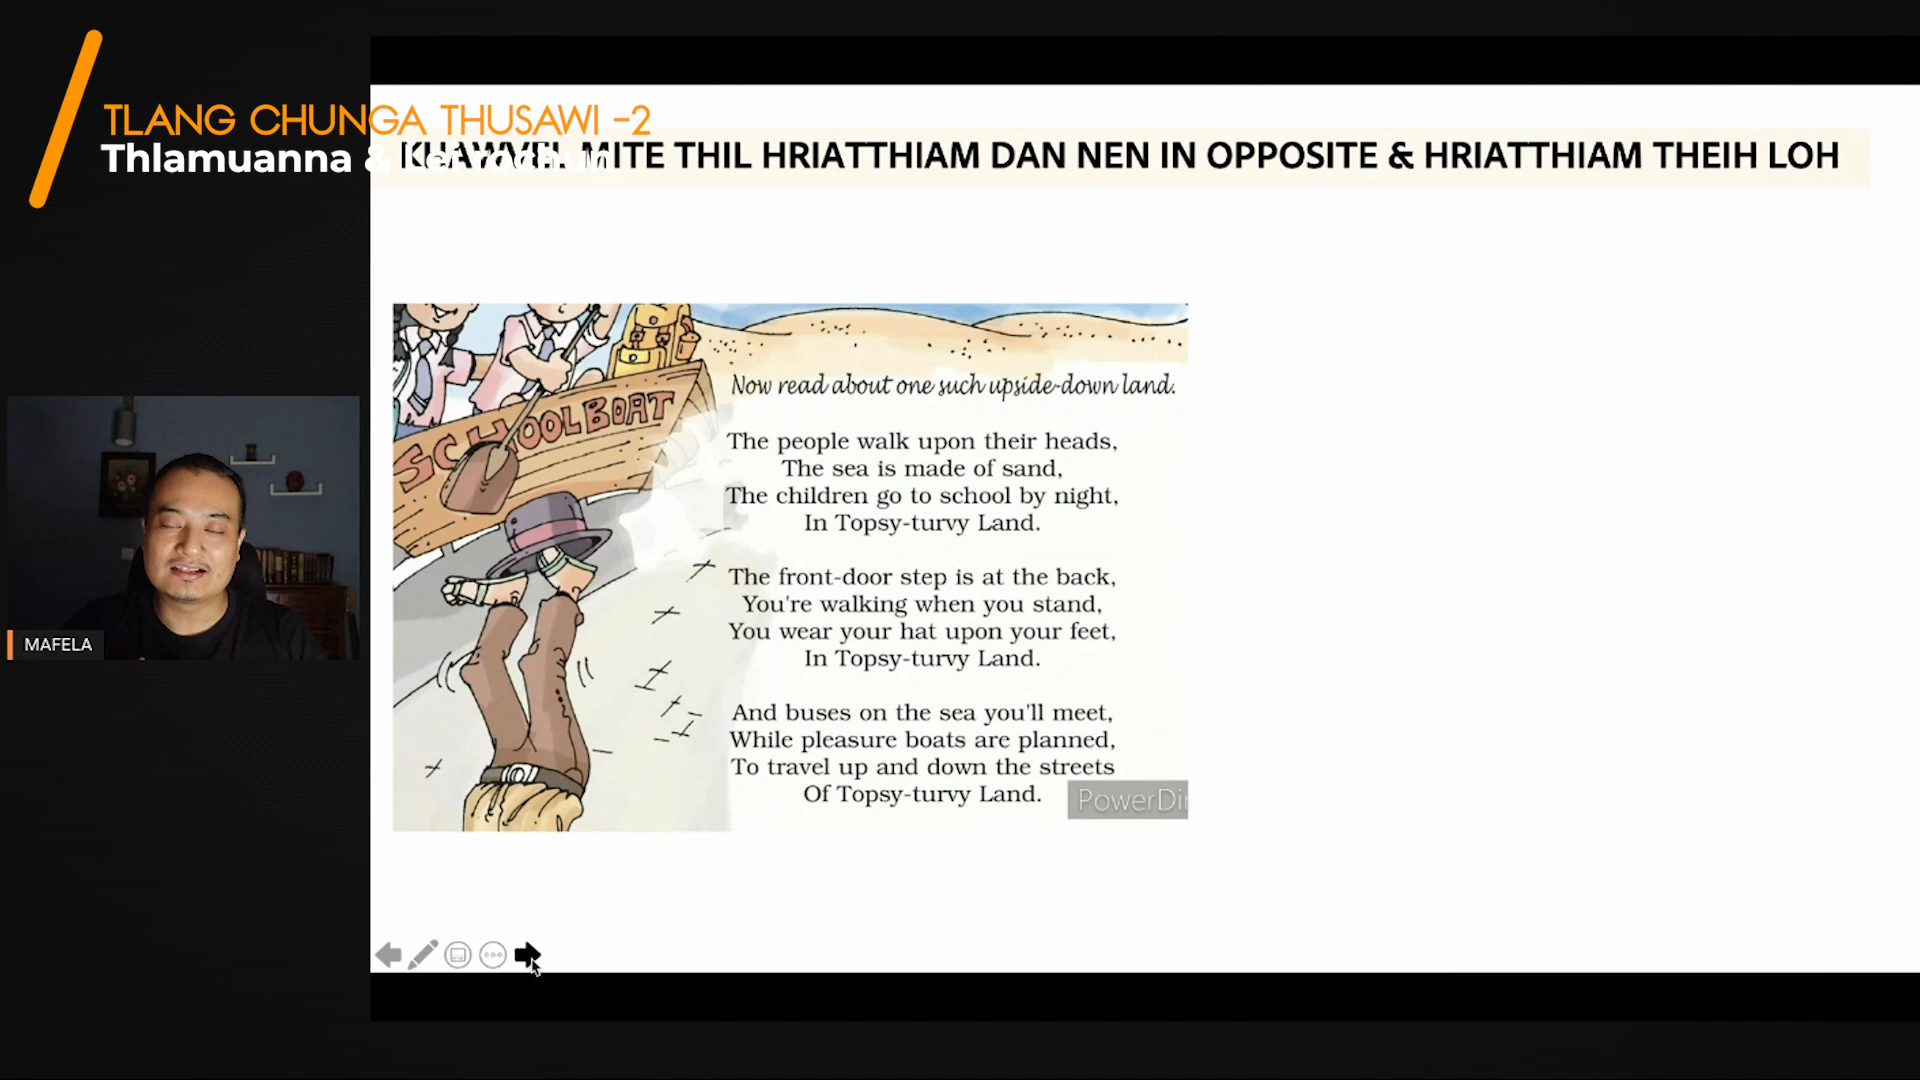 TLANG CHUNGA THUSAWI -2
Thlamuanna &
KHAWVEL MITE THIL HRIATTHIAM DAN NEN IN OPPOSITE & HRIATTHIAM THEIH LOH
SCHOOLBOAT
Now read about one such upside-down land.
The people walk upon their heads,
The sea is made of sand,
The children go to school by night,
In Topsy-turvy Land.
The front-door step is at the back,
You're walking when you stand,
You wear your hat upon your feet,
In Topsy-turvy Land.
And buses on the sea you'll meet,
While pleasure boats are planned,
To travel up and down the streets
Of Topsy-turvy Land.
PowerDi
MAFELA